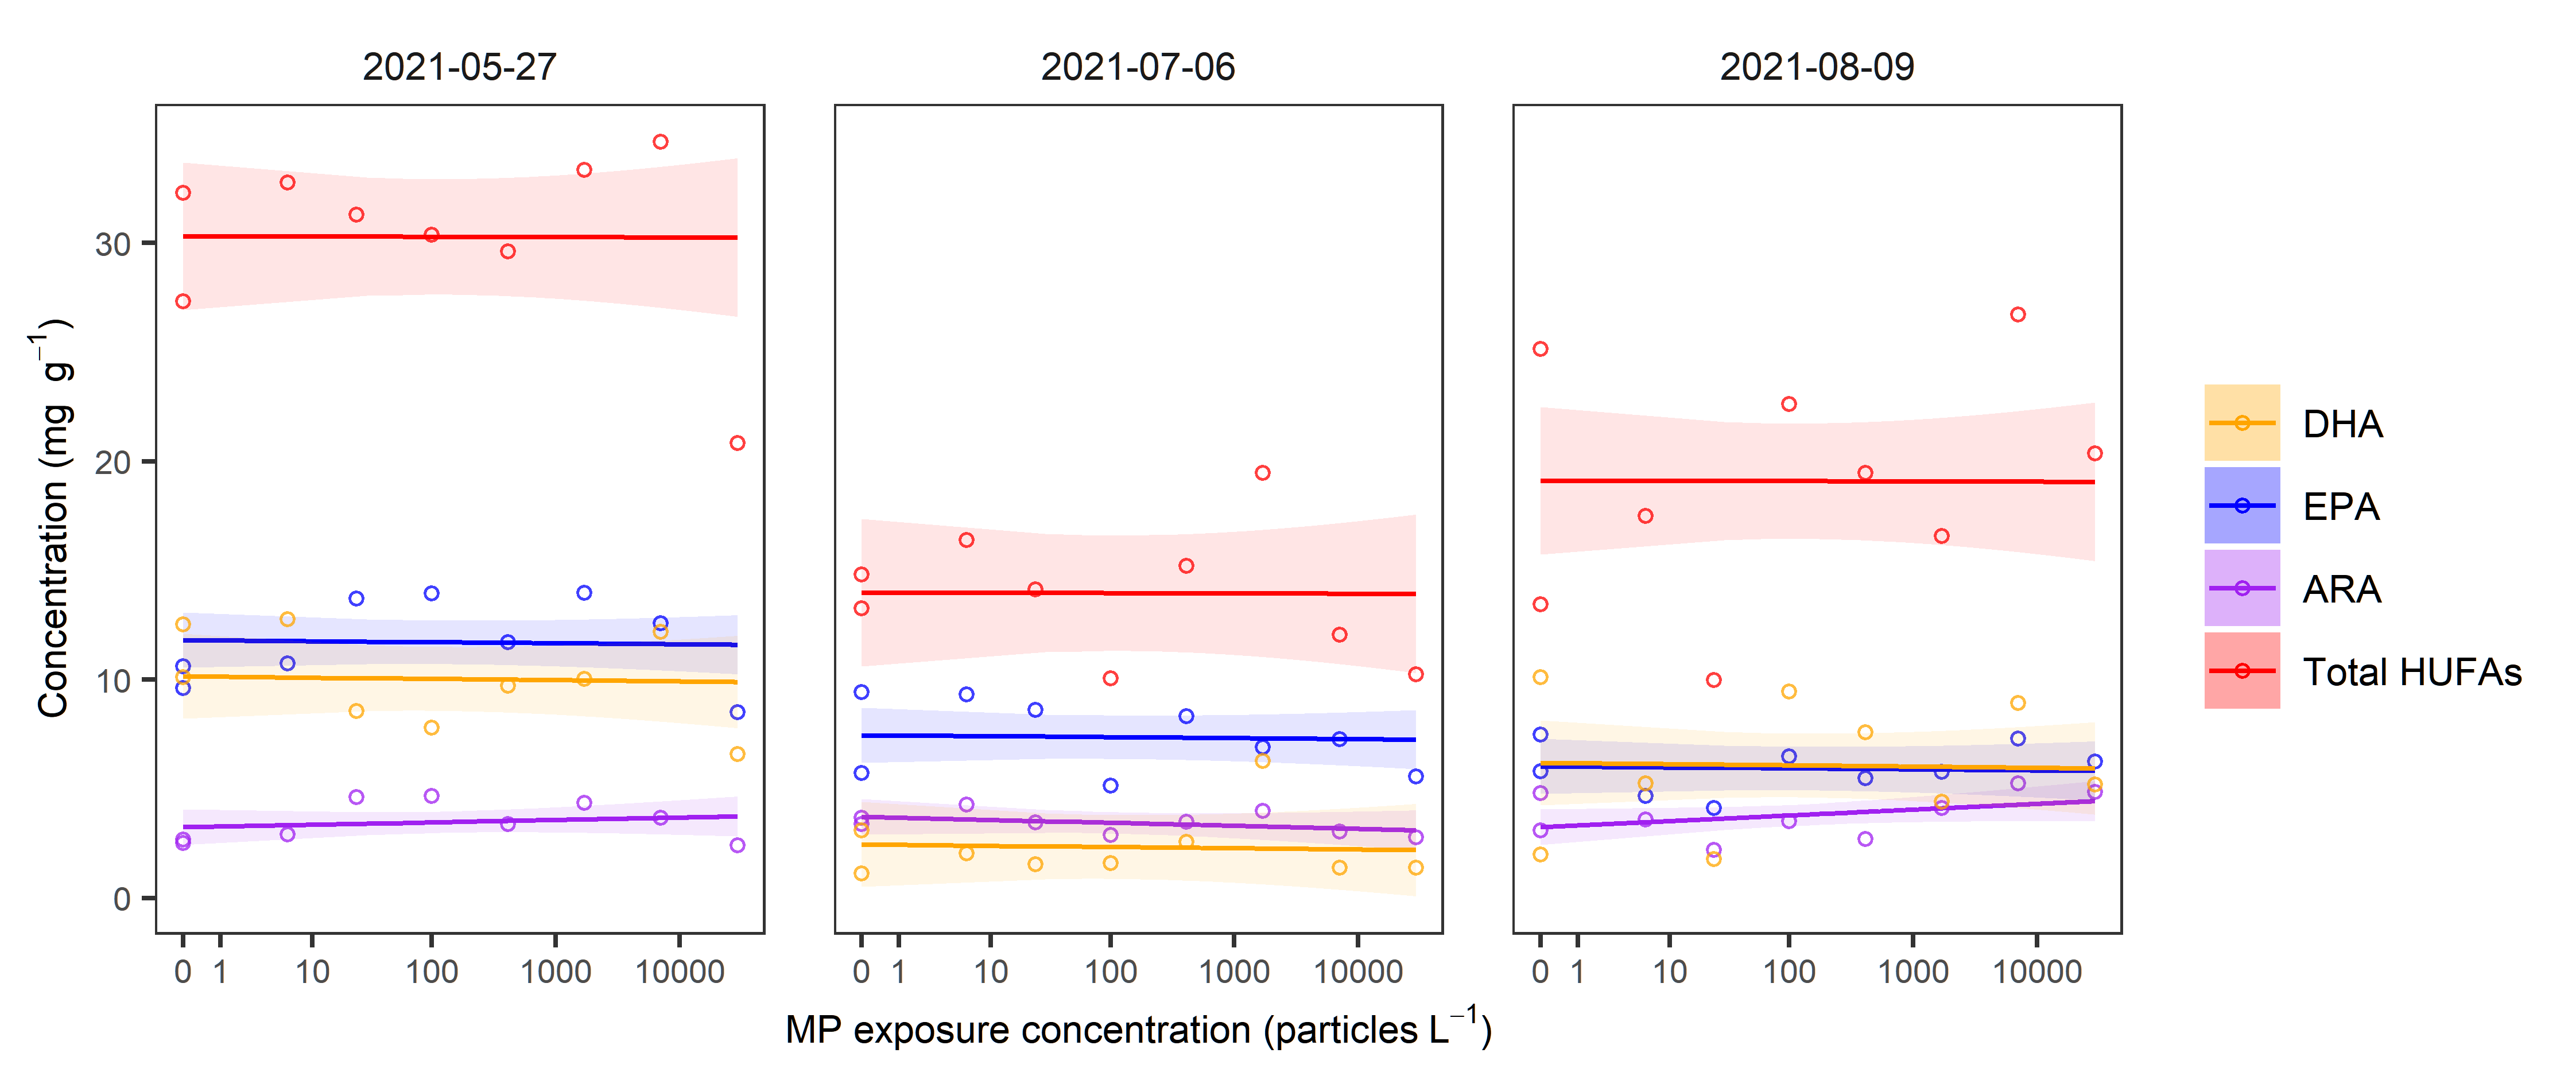 2021-05-27
2021-07-06
2021-08-09
Concentration (mg g⁻¹)
30
20
10
0
0 1 10 100 1000 10000
0 1 10 100 1000 10000
0 1 10 100 1000 10000
MP exposure concentration (particles L⁻¹)
DHA
EPA
ARA
Total HUFAs